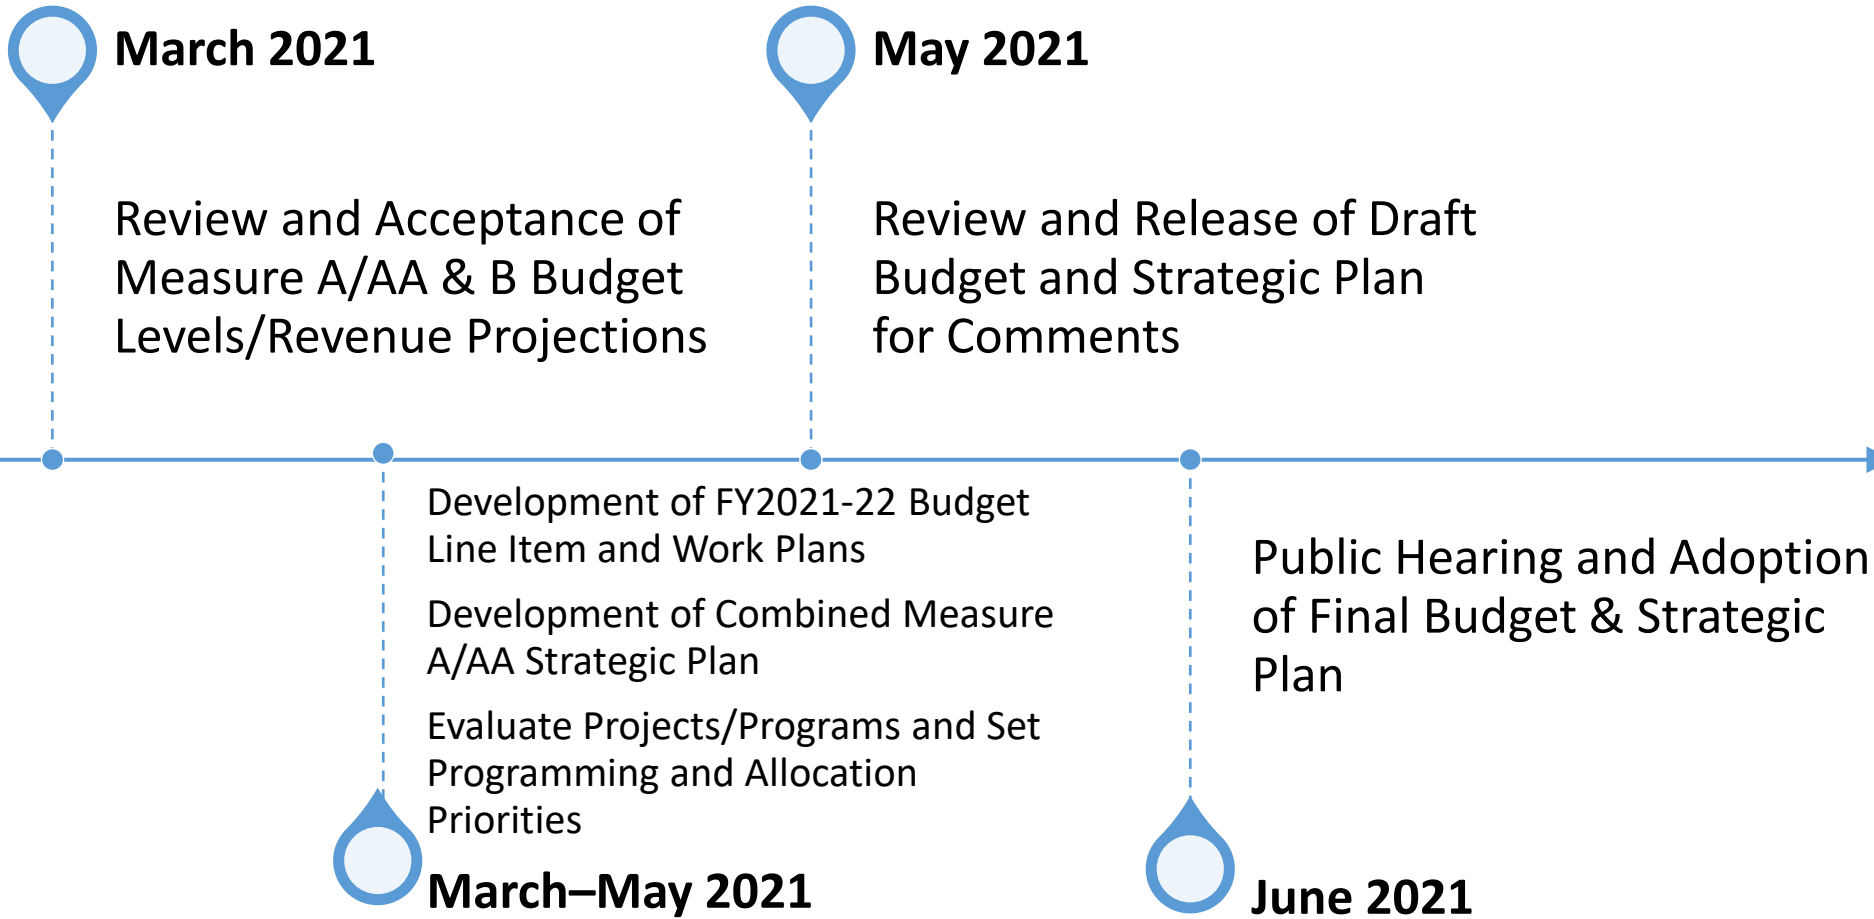 March 2021
Review and Acceptance of
Measure A/AA & B Budget
Levels/Revenue Projections
May 2021
Review and Release of Draft
Budget and Strategic Plan
for Comments
Development of FY2021-22 Budget
Line Item and Work Plans
Development of Combined Measure
A/AA Strategic Plan
Evaluate Projects/Programs and Set
Programming and Allocation
Priorities
March–May 2021
Public Hearing and Adoption
of Final Budget & Strategic
Plan
June 2021